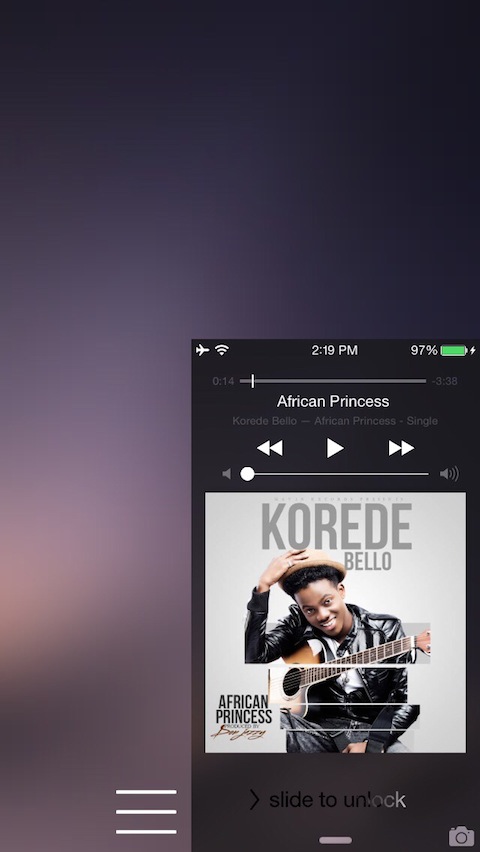 2:19 PM
97%
0:14
-3:38
African Princess
Korede Bello — African Princess - Single
KOREDE
BELLO
AFRICAN
PRINCESS
PRODUCED BY
Don Jazzy
slide to unlock